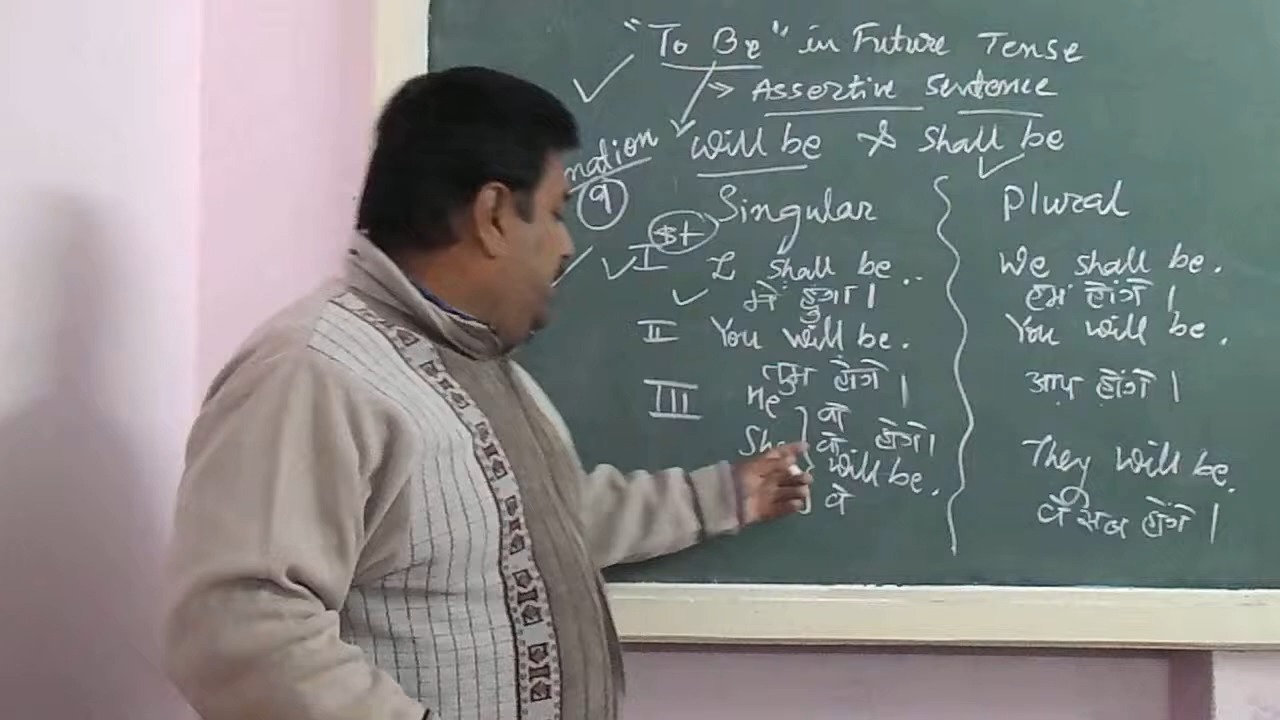 "To Be" in Future Tense
→ Assertive Sentence
will be & shall be
nation
Singular
Plural
I st I shall be..
We shall be.
में हुगा।
हम होंगे।
II You will be.
You will be.
तुम होगे।
आप होंगे।
III He वो
She वो होंगे।
They will be.
will be.
वे
वे सब होंगे।